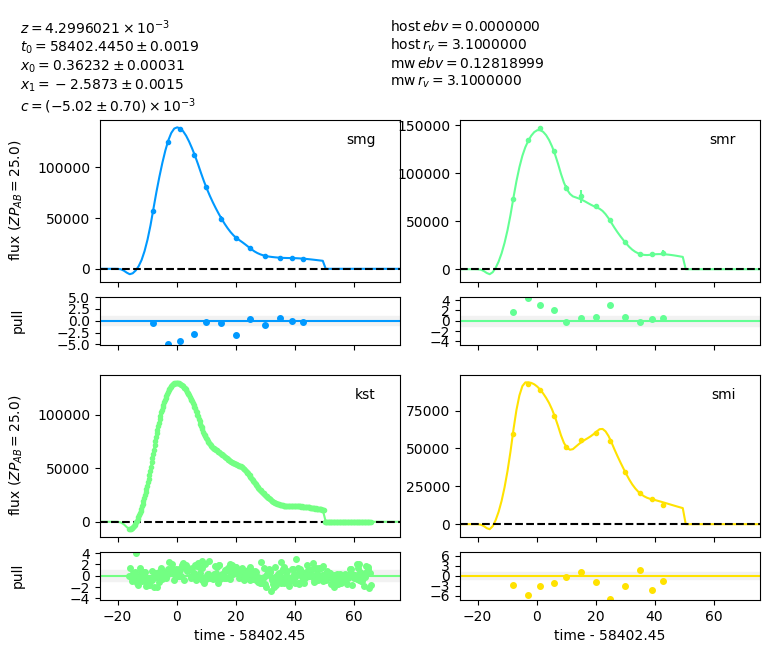 z = 4.2996021 × 10⁻³
t₀ = 58402.4450 ± 0.0019
x₀ = 0.36232 ± 0.00031
x₁ = −2.5873 ± 0.0015
c = (−5.02 ± 0.70) × 10⁻³
host ebv = 0.0000000
host r_v = 3.1000000
mw ebv = 0.12818999
mw r_v = 3.1000000
flux (ZP_AB = 25.0)
100000
50000
0
smg
150000
100000
50000
0
smr
pull
5.0
2.5
0.0
−2.5
−5.0
4
2
0
−2
−4
flux (ZP_AB = 25.0)
100000
50000
0
kst
75000
50000
25000
0
smi
pull
4
2
0
−2
−4
−20 0 20 40 60
time - 58402.45
6
3
0
−3
−6
−20 0 20 40 60
time - 58402.45